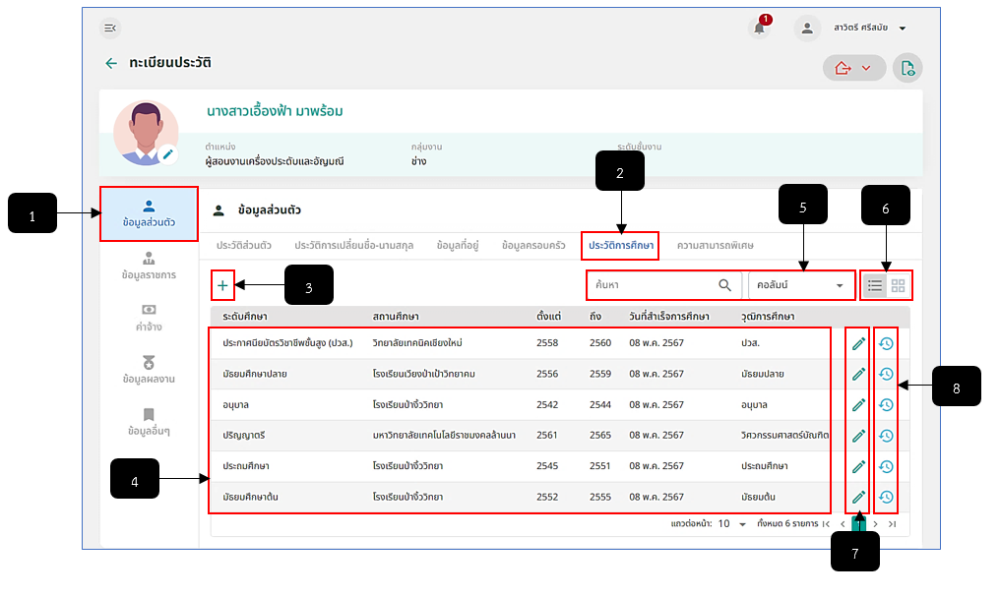 1
สาวิตรี ศรีสมัย
ทะเบียนประวัติ
นางสาวเอื้องฟ้า มาพร้อม
ตำแหน่ง กลุ่มงาน ระดับชั้นงาน
ผู้สอนงานเครื่องประดับและอัญมณี ช่าง
2
5
6
1
ข้อมูลส่วนตัว
ข้อมูลส่วนตัว
ประวัติส่วนตัว ประวัติการเปลี่ยนชื่อ-นามสกุล ข้อมูลที่อยู่ ข้อมูลครอบครัว ประวัติการศึกษา ความสามารถพิเศษ
ข้อมูลราชการ
3
ค้นหา คอลัมน์
ค่าจ้าง
ข้อมูลผลงาน
ข้อมูลอื่นๆ
ระดับศึกษา สถานศึกษา ตั้งแต่ ถึง วันที่สำเร็จการศึกษา วุฒิการศึกษา
ประกาศนียบัตรวิชาชีพชั้นสูง (ปวส.) วิทยาลัยเทคนิคเชียงใหม่ 2558 2560 08 พ.ค. 2567 ปวส.
มัธยมศึกษาปลาย โรงเรียนเวียงป่าเป้าวิทยาคม 2556 2559 08 พ.ค. 2567 มัธยมปลาย
อนุบาล โรงเรียนป่างิ้ววิทยา 2542 2544 08 พ.ค. 2567 อนุบาล
ปริญญาตรี มหาวิทยาลัยเทคโนโลยีราชมงคลล้านนา 2561 2565 08 พ.ค. 2567 วิศวกรรมศาสตร์บัณฑิต
ประถมศึกษา โรงเรียนป่างิ้ววิทยา 2545 2551 08 พ.ค. 2567 ประถมศึกษา
มัธยมศึกษาต้น โรงเรียนป่างิ้ววิทยา 2552 2555 08 พ.ค. 2567 มัธยมต้น
8
4
แถวต่อหน้า: 10 ทั้งหมด 6 รายการ
7